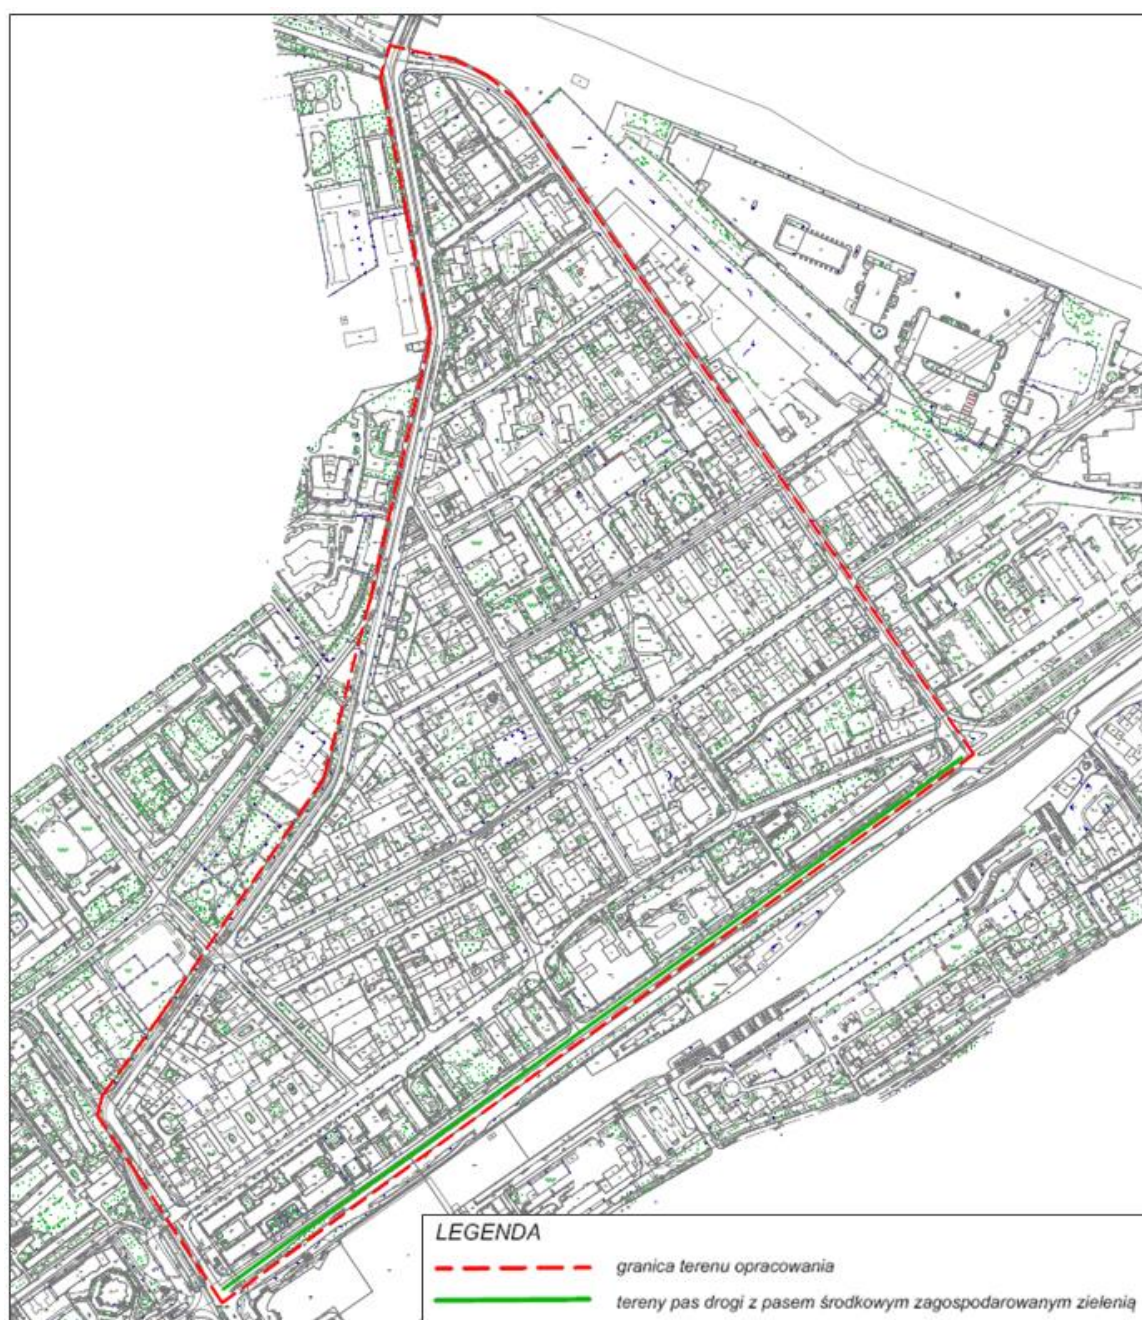 LEGENDA
granica terenu opracowania
tereny pas drogi z pasem środkowym zagospodarowanym zielenią